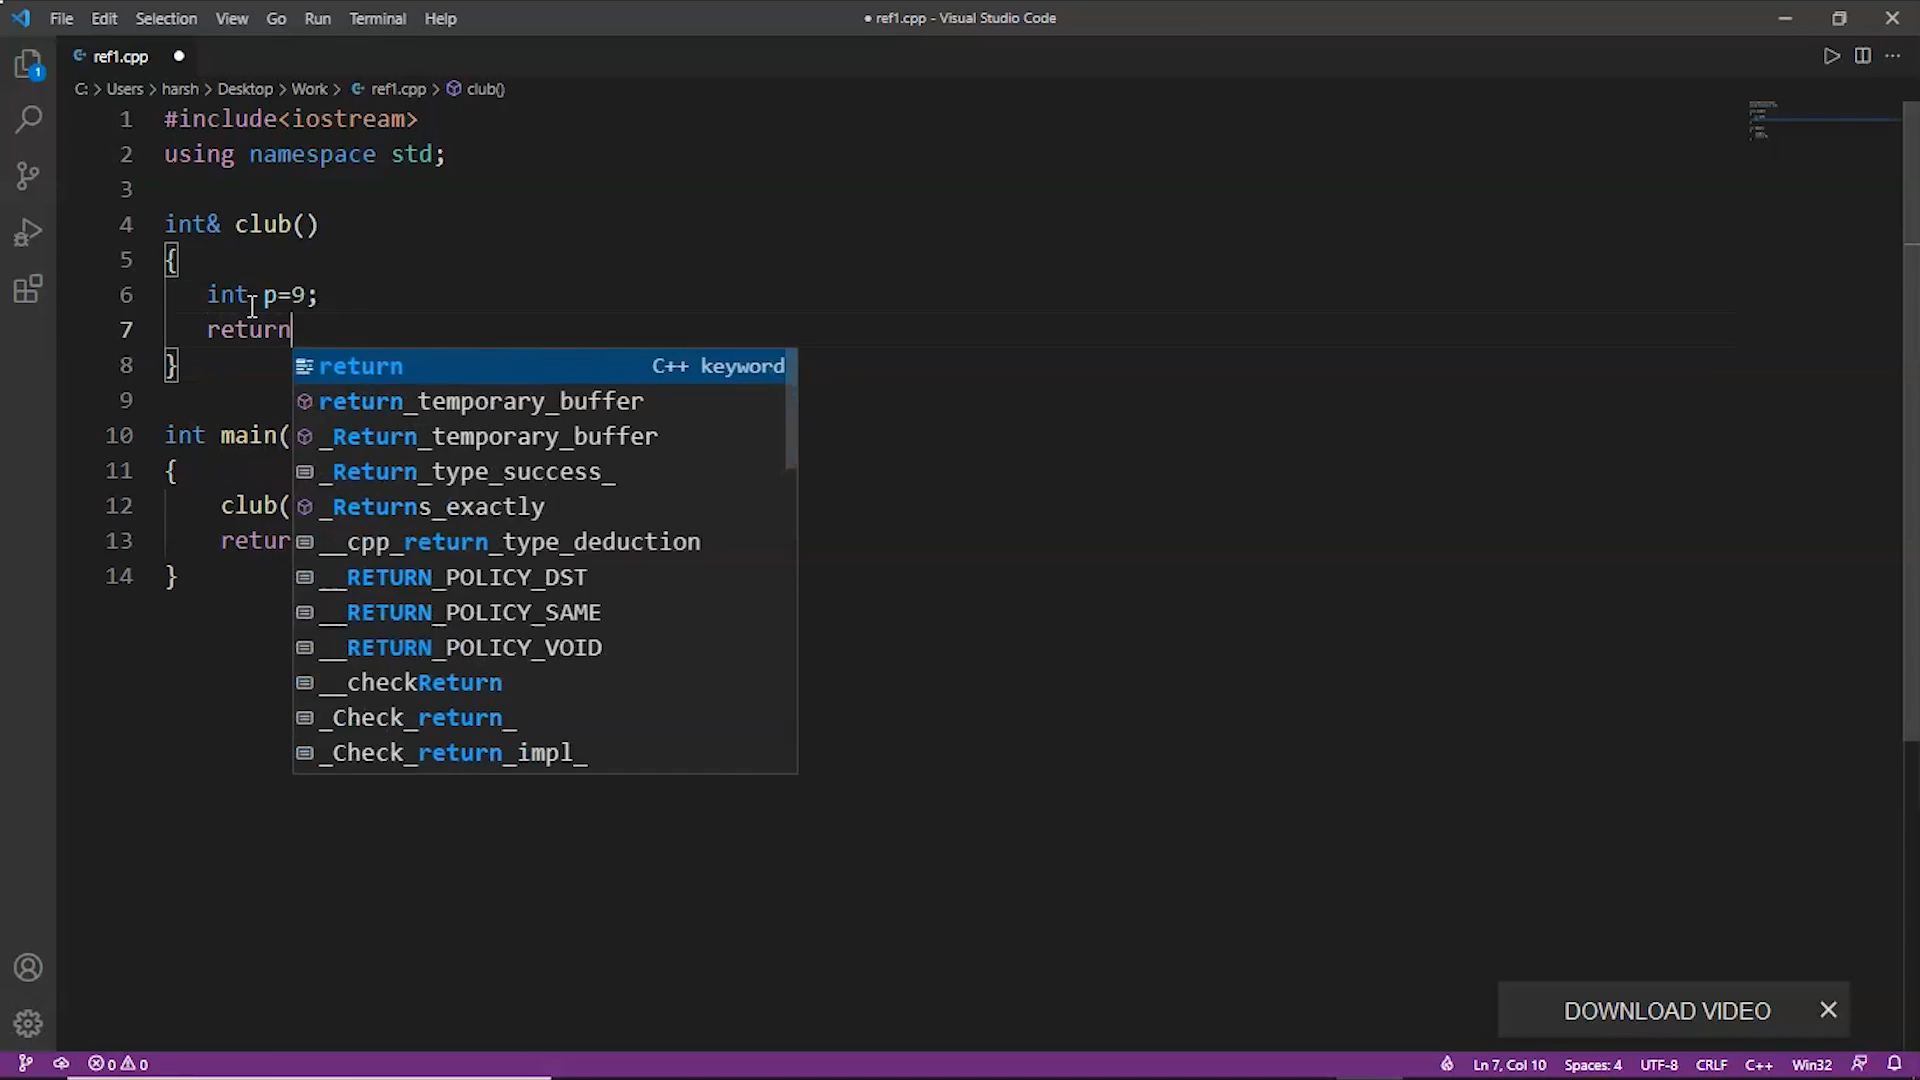 File Edit Selection View Go Run Terminal Help
● ref1.cpp - Visual Studio Code
ref1.cpp ●
C: > Users > harsh > Desktop > Work > ref1.cpp > club()
1 #include<iostream>
2 using namespace std;
3
4 int& club()
5 {
6 int p=9;
7 return
8 }
9
10 int main(
11 {
12 club(
13 retur
14 }
return C++ keyword
return_temporary_buffer
_Return_temporary_buffer
_Return_type_success_
_Returns_exactly
__cpp_return_type_deduction
__RETURN_POLICY_DST
__RETURN_POLICY_SAME
__RETURN_POLICY_VOID
__checkReturn
_Check_return_
_Check_return_impl_
1
DOWNLOAD VIDEO
0 0
Ln 7, Col 10 Spaces: 4 UTF-8 CRLF C++ Win32